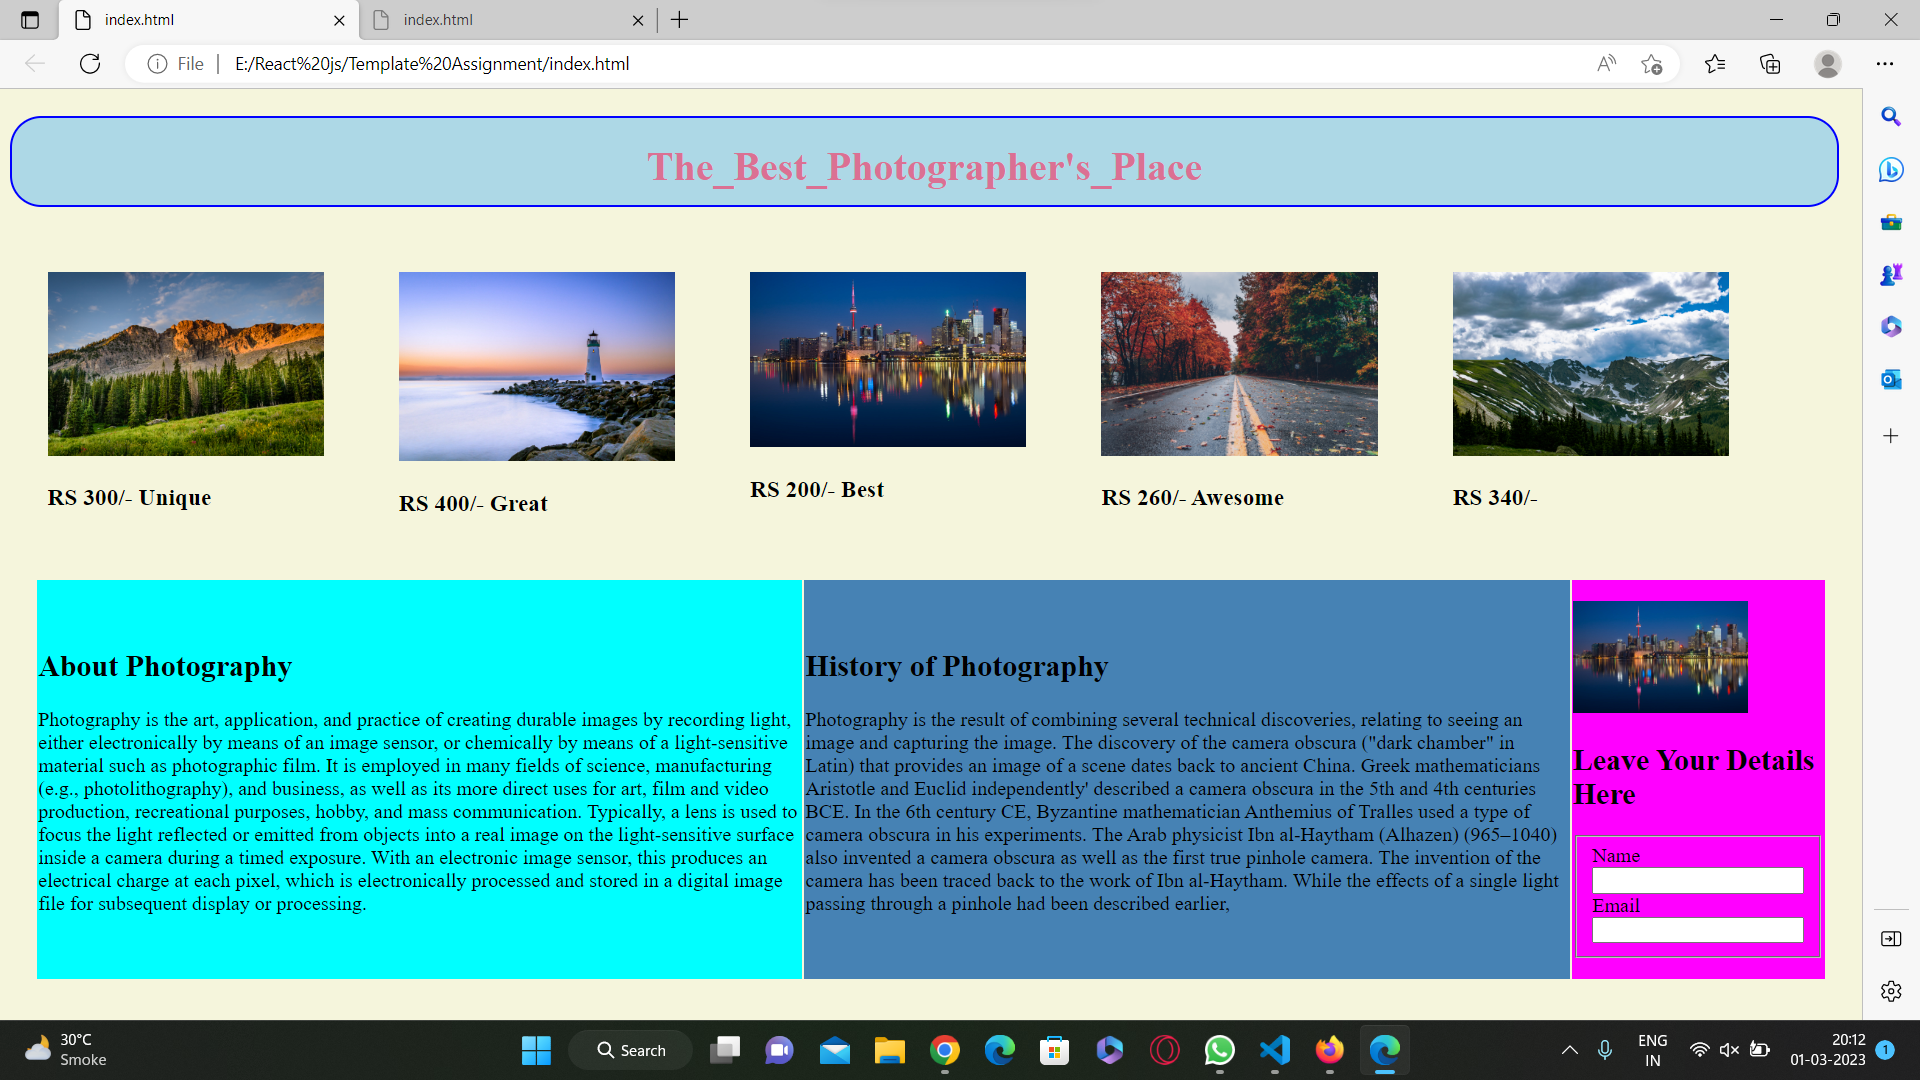 index.html
index.html
File
E:/React%20js/Template%20Assignment/index.html
The_Best_Photographer's_Place
RS 300/- Unique
RS 400/- Great
RS 200/- Best
RS 260/- Awesome
RS 340/-
About Photography
Photography is the art, application, and practice of creating durable images by recording light,
either electronically by means of an image sensor, or chemically by means of a light-sensitive
material such as photographic film. It is employed in many fields of science, manufacturing
(e.g., photolithography), and business, as well as its more direct uses for art, film and video
production, recreational purposes, hobby, and mass communication. Typically, a lens is used to
focus the light reflected or emitted from objects into a real image on the light-sensitive surface
inside a camera during a timed exposure. With an electronic image sensor, this produces an
electrical charge at each pixel, which is electronically processed and stored in a digital image
file for subsequent display or processing.
History of Photography
Photography is the result of combining several technical discoveries, relating to seeing an
image and capturing the image. The discovery of the camera obscura ("dark chamber" in
Latin) that provides an image of a scene dates back to ancient China. Greek mathematicians
Aristotle and Euclid independently' described a camera obscura in the 5th and 4th centuries
BCE. In the 6th century CE, Byzantine mathematician Anthemius of Tralles used a type of
camera obscura in his experiments. The Arab physicist Ibn al-Haytham (Alhazen) (965–1040)
also invented a camera obscura as well as the first true pinhole camera. The invention of the
camera has been traced back to the work of Ibn al-Haytham. While the effects of a single light
passing through a pinhole had been described earlier,
Leave Your Details
Here
Name
Email
30°C
Smoke
Search
ENG
IN
20:12
01-03-2023
1